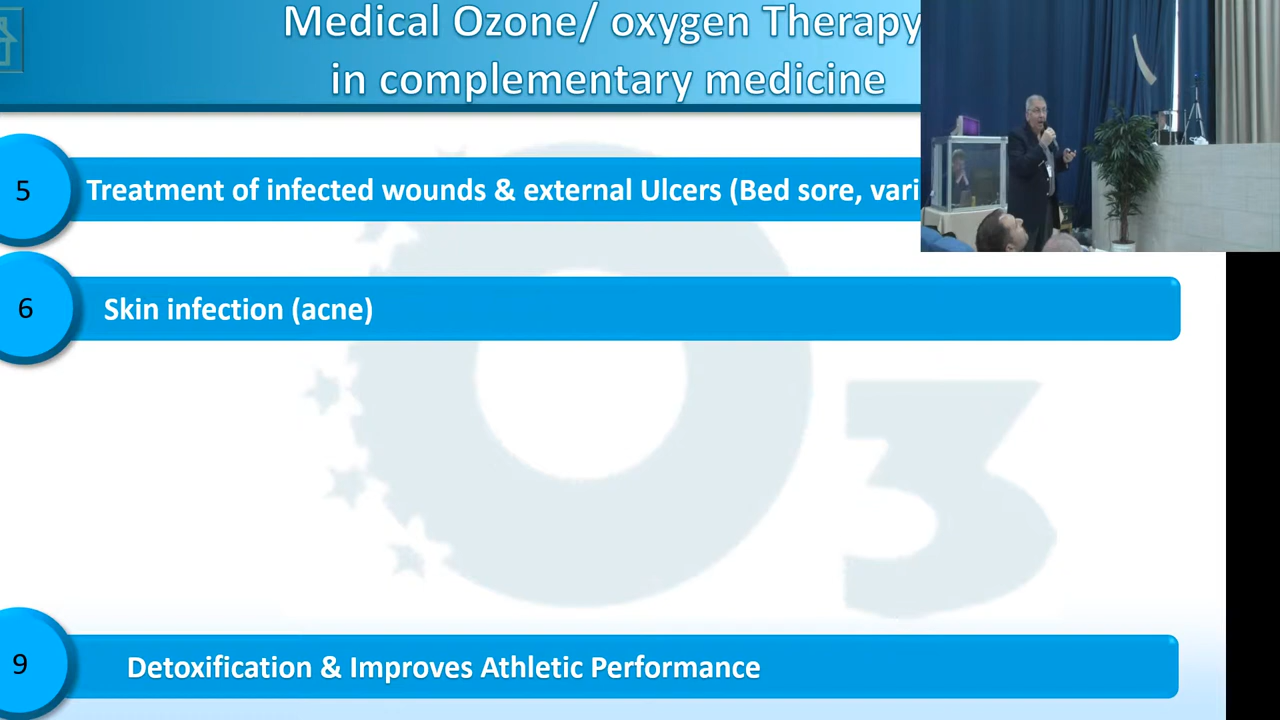 Medical Ozone/ oxygen Therapy
in complementary medicine
5
Treatment of infected wounds & external Ulcers (Bed sore,
6
Skin infection (acne)
O3
9
Detoxification & Improves Athletic Performance